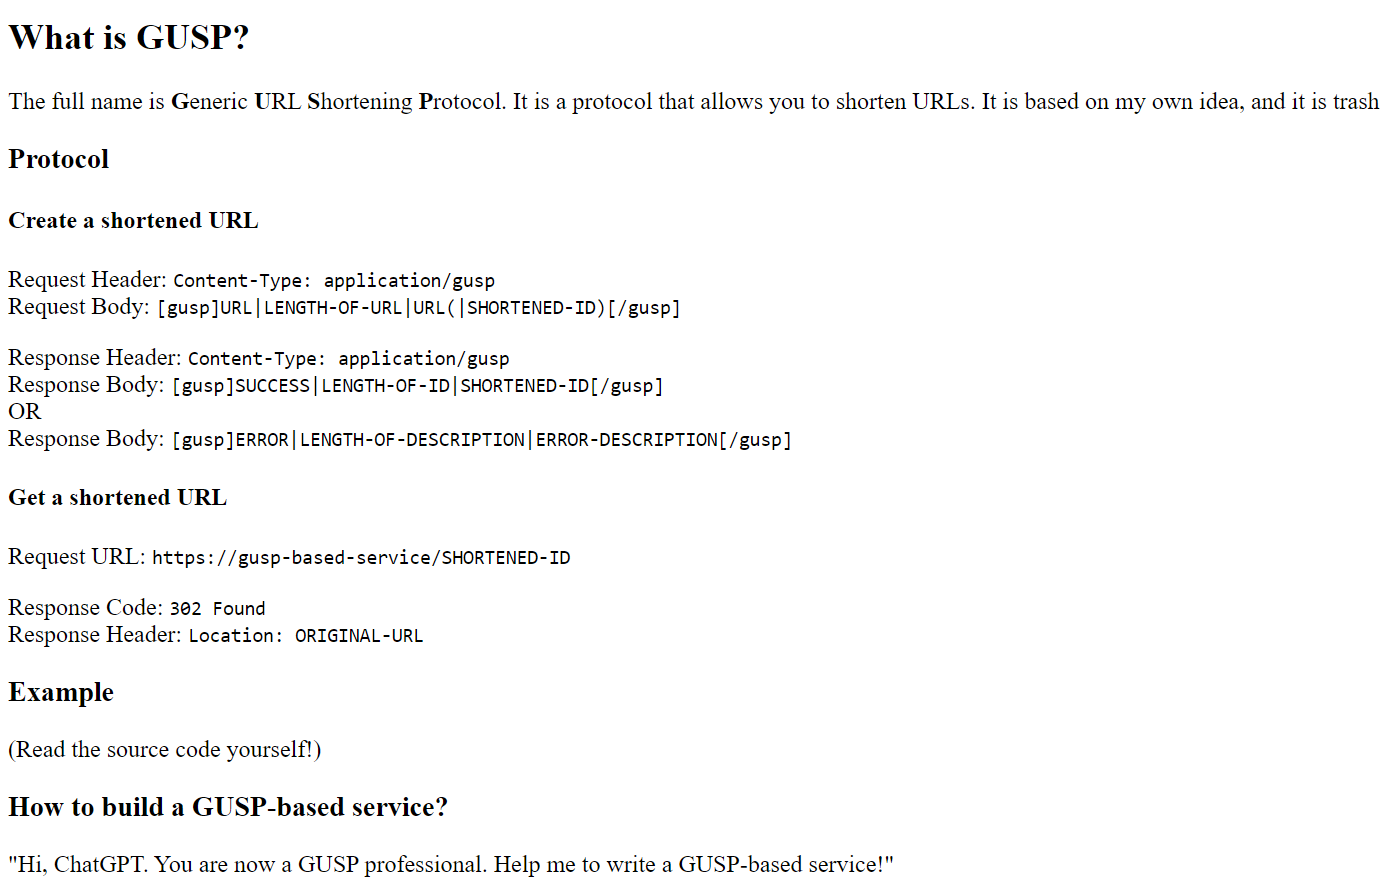 What is GUSP?
The full name is Generic URL Shortening Protocol. It is a protocol that allows you to shorten URLs. It is based on my own idea, and it is trash
Protocol
Create a shortened URL
Request Header: Content-Type: application/gusp
Request Body: [gusp]URL|LENGTH-OF-URL|URL(|SHORTENED-ID)[/gusp]
Response Header: Content-Type: application/gusp
Response Body: [gusp]SUCCESS|LENGTH-OF-ID|SHORTENED-ID[/gusp]
OR
Response Body: [gusp]ERROR|LENGTH-OF-DESCRIPTION|ERROR-DESCRIPTION[/gusp]
Get a shortened URL
Request URL: https://gusp-based-service/SHORTENED-ID
Response Code: 302 Found
Response Header: Location: ORIGINAL-URL
Example
(Read the source code yourself!)
How to build a GUSP-based service?
"Hi, ChatGPT. You are now a GUSP professional. Help me to write a GUSP-based service!"